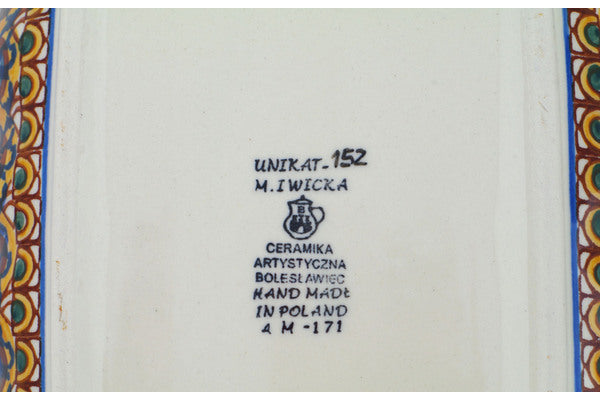 UNIKAT-152
M. IWICKA
B
CERAMIKA
ARTYSTYCZNA
BOLESŁAWIEC
HAND MADE
IN POLAND
A M -171